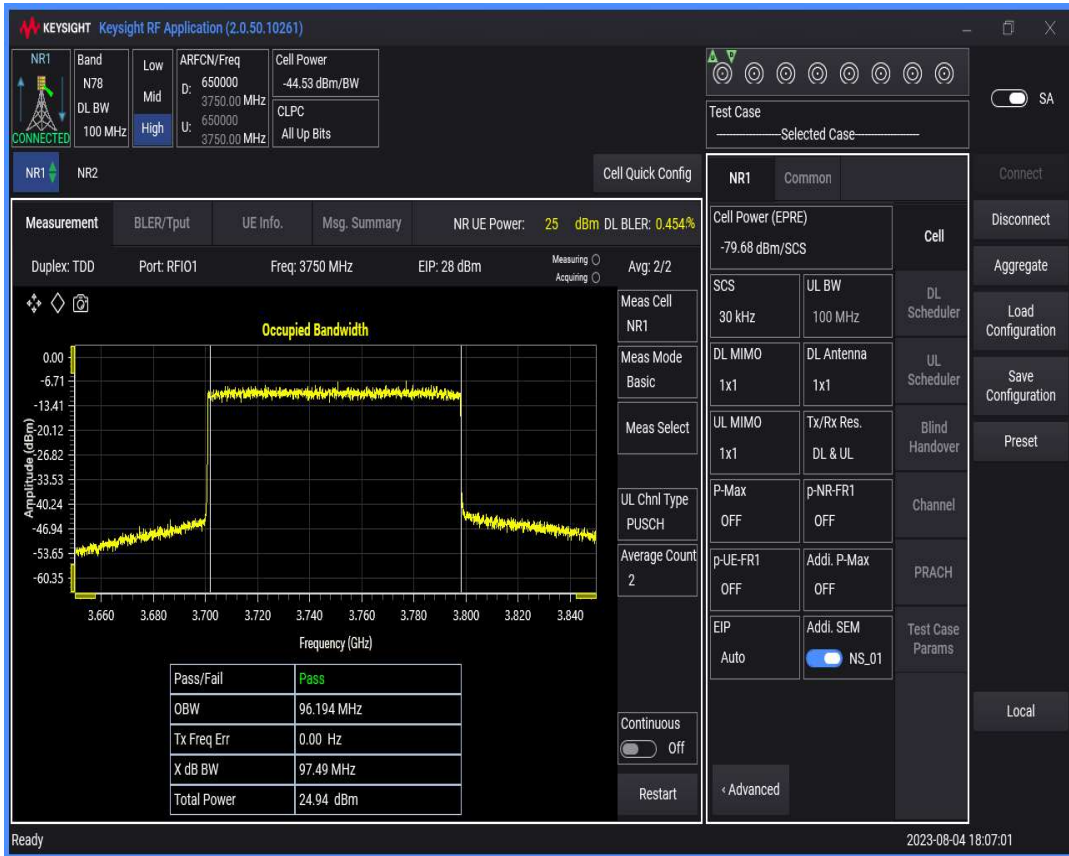 KEYSIGHT Keysight RF Application (2.0.50.10261)
NR1
CONNECTED
Band
N78
DL BW
100 MHz
Low
Mid
High
ARFCN/Freq
D: 650000
3750.00 MHz
U: 650000
3750.00 MHz
Cell Power
-44.53 dBm/BW
CLPC
All Up Bits
Test Case
Selected Case
SA
NR1
NR2
Cell Quick Config
Measurement
BLER/Tput
UE Info.
Msg. Summary
NR UE Power: 25 dBm DL BLER: 0.454%
Duplex: TDD
Port: RFIO1
Freq: 3750 MHz
EIP: 28 dBm
Measuring
Acquiring
Avg: 2/2
Occupied Bandwidth
Amplitude (dBm)
0.00
-6.71
-13.41
-20.12
-26.82
-33.53
-40.24
-46.94
-53.65
-60.35
3.660 3.680 3.700 3.720 3.740 3.760 3.780 3.800 3.820 3.840
Frequency (GHz)
Pass/Fail Pass
OBW 96.194 MHz
Tx Freq Err 0.00 Hz
X dB BW 97.49 MHz
Total Power 24.94 dBm
Meas Cell
NR1
Meas Mode
Basic
Meas Select
UL Chnl Type
PUSCH
Average Count
2
Continuous
Off
Restart
NR1
Common
Cell Power (EPRE)
-79.68 dBm/SCS
SCS
30 kHz
UL BW
100 MHz
DL MIMO
1x1
DL Antenna
1x1
UL MIMO
1x1
Tx/Rx Res.
DL & UL
P-Max
OFF
p-NR-FR1
OFF
p-UE-FR1
OFF
Addi. P-Max
OFF
EIP
Auto
Addi. SEM
NS_01
‹ Advanced
Cell
DL
Scheduler
UL
Scheduler
Blind
Handover
Channel
PRACH
Test Case
Params
Connect
Disconnect
Aggregate
Load
Configuration
Save
Configuration
Preset
Local
Ready
2023-08-04 18:07:01